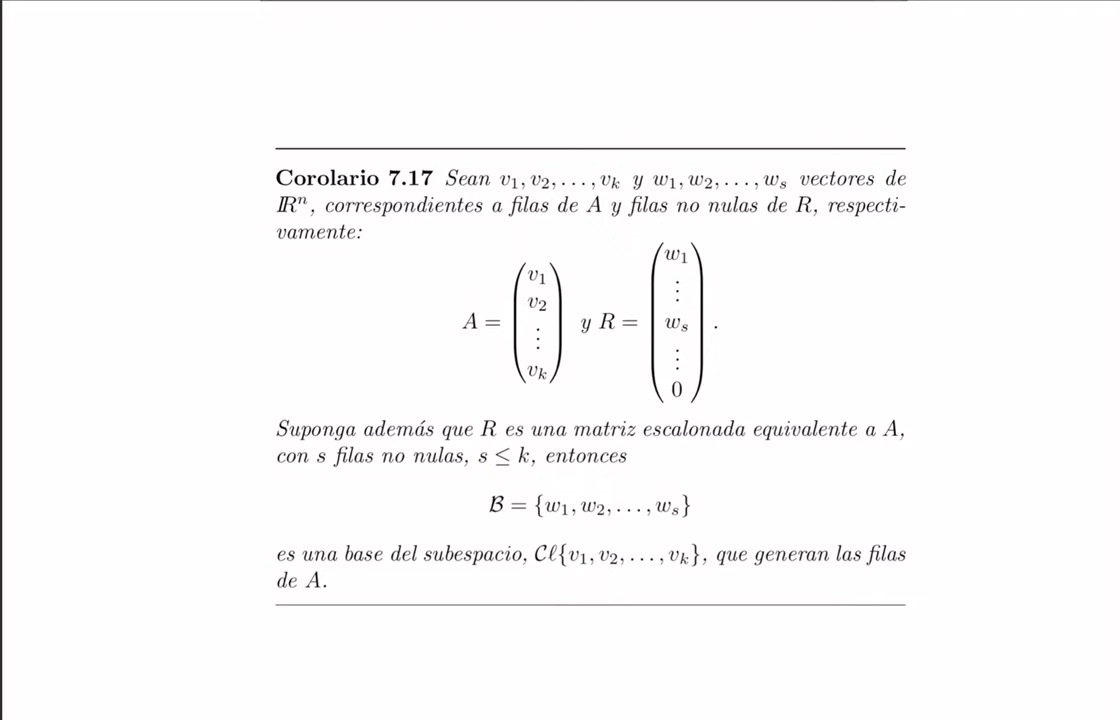 Corolario 7.17 Sean v₁, v₂, . . . , vₖ y w₁, w₂, . . . , wₛ vectores de
ℝⁿ, correspondientes a filas de A y filas no nulas de R, respecti-
vamente:
A = (v₁ v₂ ⋮ vₖ) y R = (w₁ ⋮ wₛ ⋮ 0) .
Suponga además que R es una matriz escalonada equivalente a A,
con s filas no nulas, s ≤ k, entonces
ℬ = {w₁, w₂, . . . , wₛ}
es una base del subespacio, 𝒞ℓ{v₁, v₂, . . . , vₖ}, que generan las filas
de A.